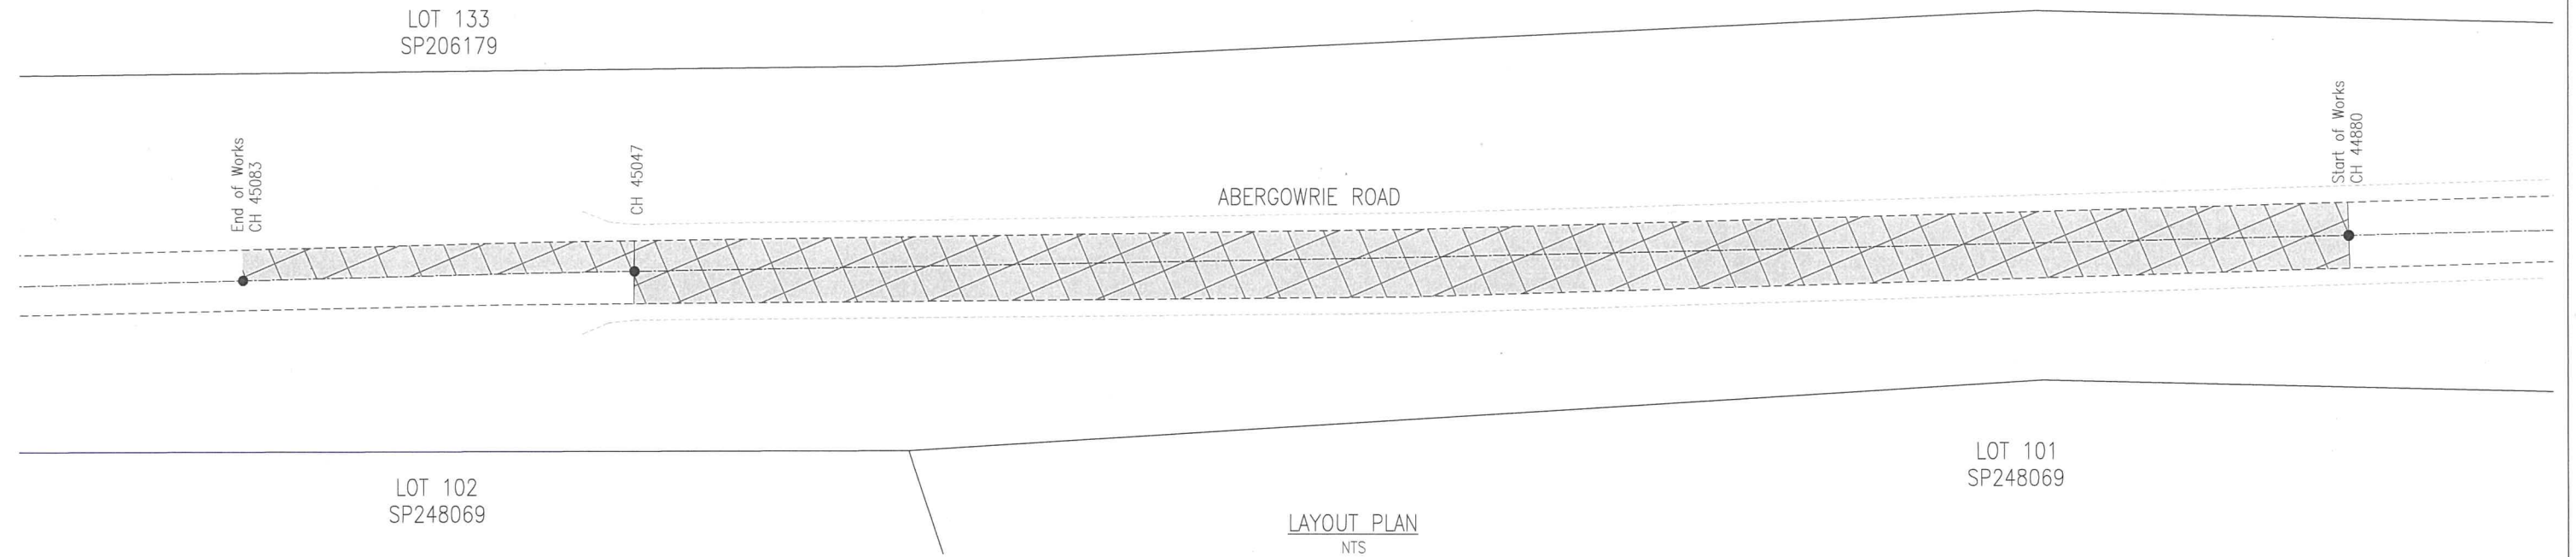 LOT 133
SP206179
End of Works
CH 45083
CH 45047
ABERGOWRIE ROAD
Start of Works
CH 44880
LOT 102
SP248069
LOT 101
SP248069
LAYOUT PLAN
NTS